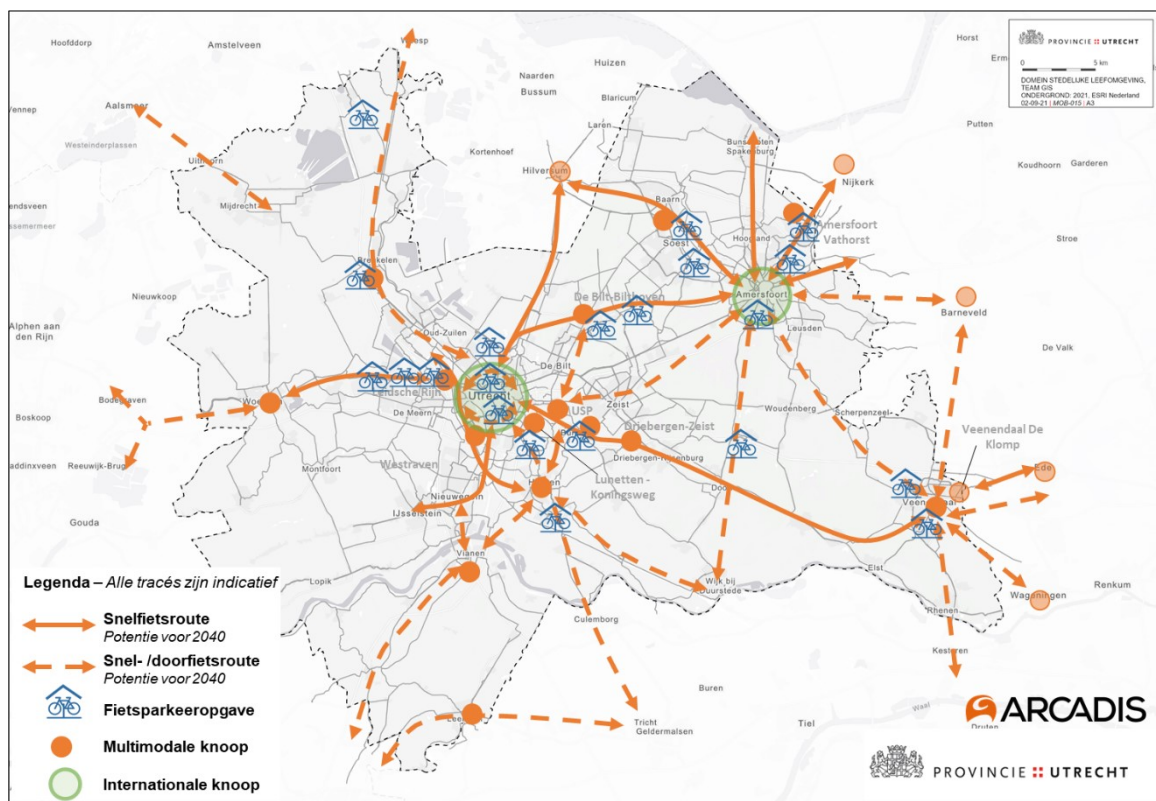 Hoofddorp
Amstelveen
Weesp
Horst
Huizen
PROVINCIE UTRECHT
0 5 km
DOMEIN STEDELIJKE LEEFOMGEVING,
TEAM GIS
ONDERGROND: 2021, ESRI Nederland
02-09-21 | MOB-015 | A3
Naarden
Bussum
Blaricum
Aalsmeer
Laren
Putten
Westeinderplassen
Kortenhoef
Bunschoten
Spakenburg
Uithoorn
Hilversum
Nijkerk
Koudhoorn
Garderen
Mijdrecht
Baarn
Amersfoort
Vathorst
Soest
Hoogland
Stroe
Breukelen
Nieuwkoop
De Bilt-Bilthoven
Amersfoort
Barneveld
Alphen aan
den Rijn
Oud-Zuilen
Leusden
De Valk
De Bilt
Bodegraven
Leidsche Rijn
Utrecht
Boskoop
De Meern
USP
Zeist
Woudenberg
Scherpenzeel
Driebergen-Zeist
Veenendaal De
Klomp
Reeuwijk-Brug
Westraven
Driebergen-Rijsenburg
Montfoort
Lunetten -
Koningsweg
Ede
Gouda
IJsselstein
Vianen
Lopik
Elst
Wijk bij
Duurstede
Renkum
Wageningen
Rhenen
Culemborg
Kesteren
Buren
Tricht
Geldermalsen
Tiel
Waal
Druten
Legenda – Alle tracés zijn indicatief
Snelfietsroute
Potentie voor 2040
Snel- /doorfietsroute
Potentie voor 2040
Fietsparkeeropgave
Multimodale knoop
Internationale knoop
ARCADIS
PROVINCIE UTRECHT